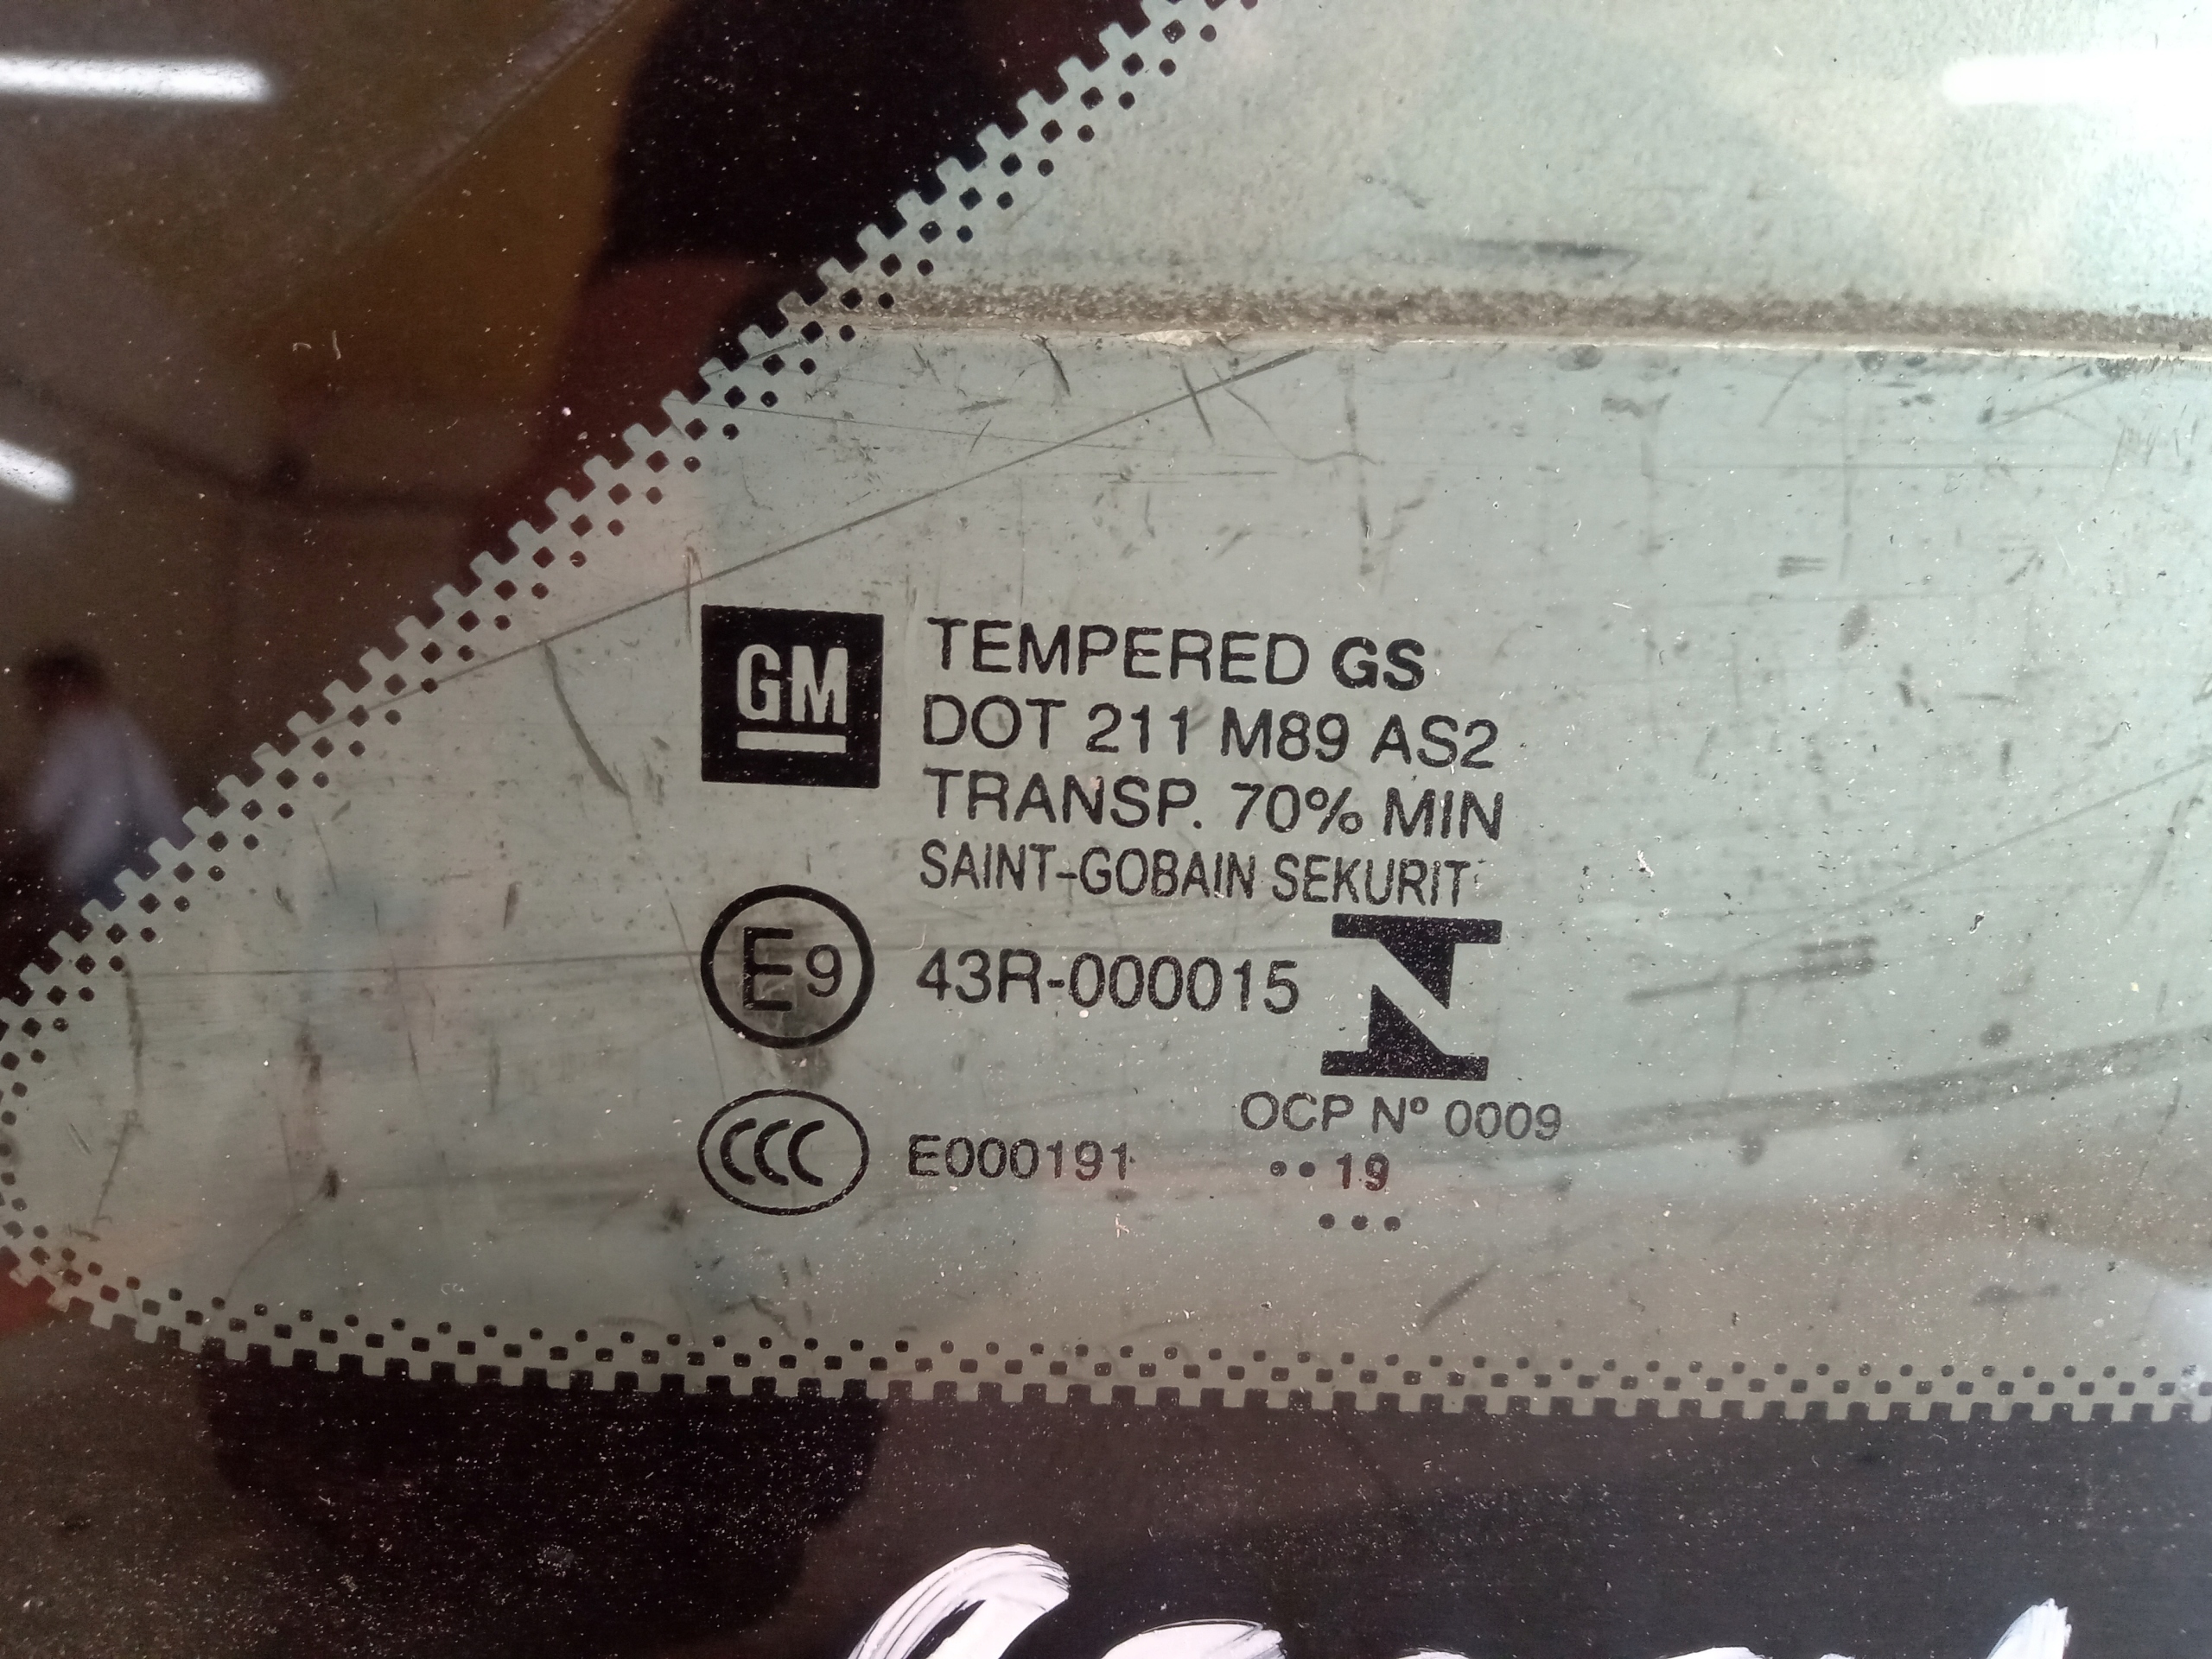 GM
TEMPERED GS
DOT 211 M89 AS2
TRANSP. 70% MIN
SAINT-GOBAIN SEKURIT
E9 43R-000015
OCP Nº 0009
CCC E000191
••19
•••